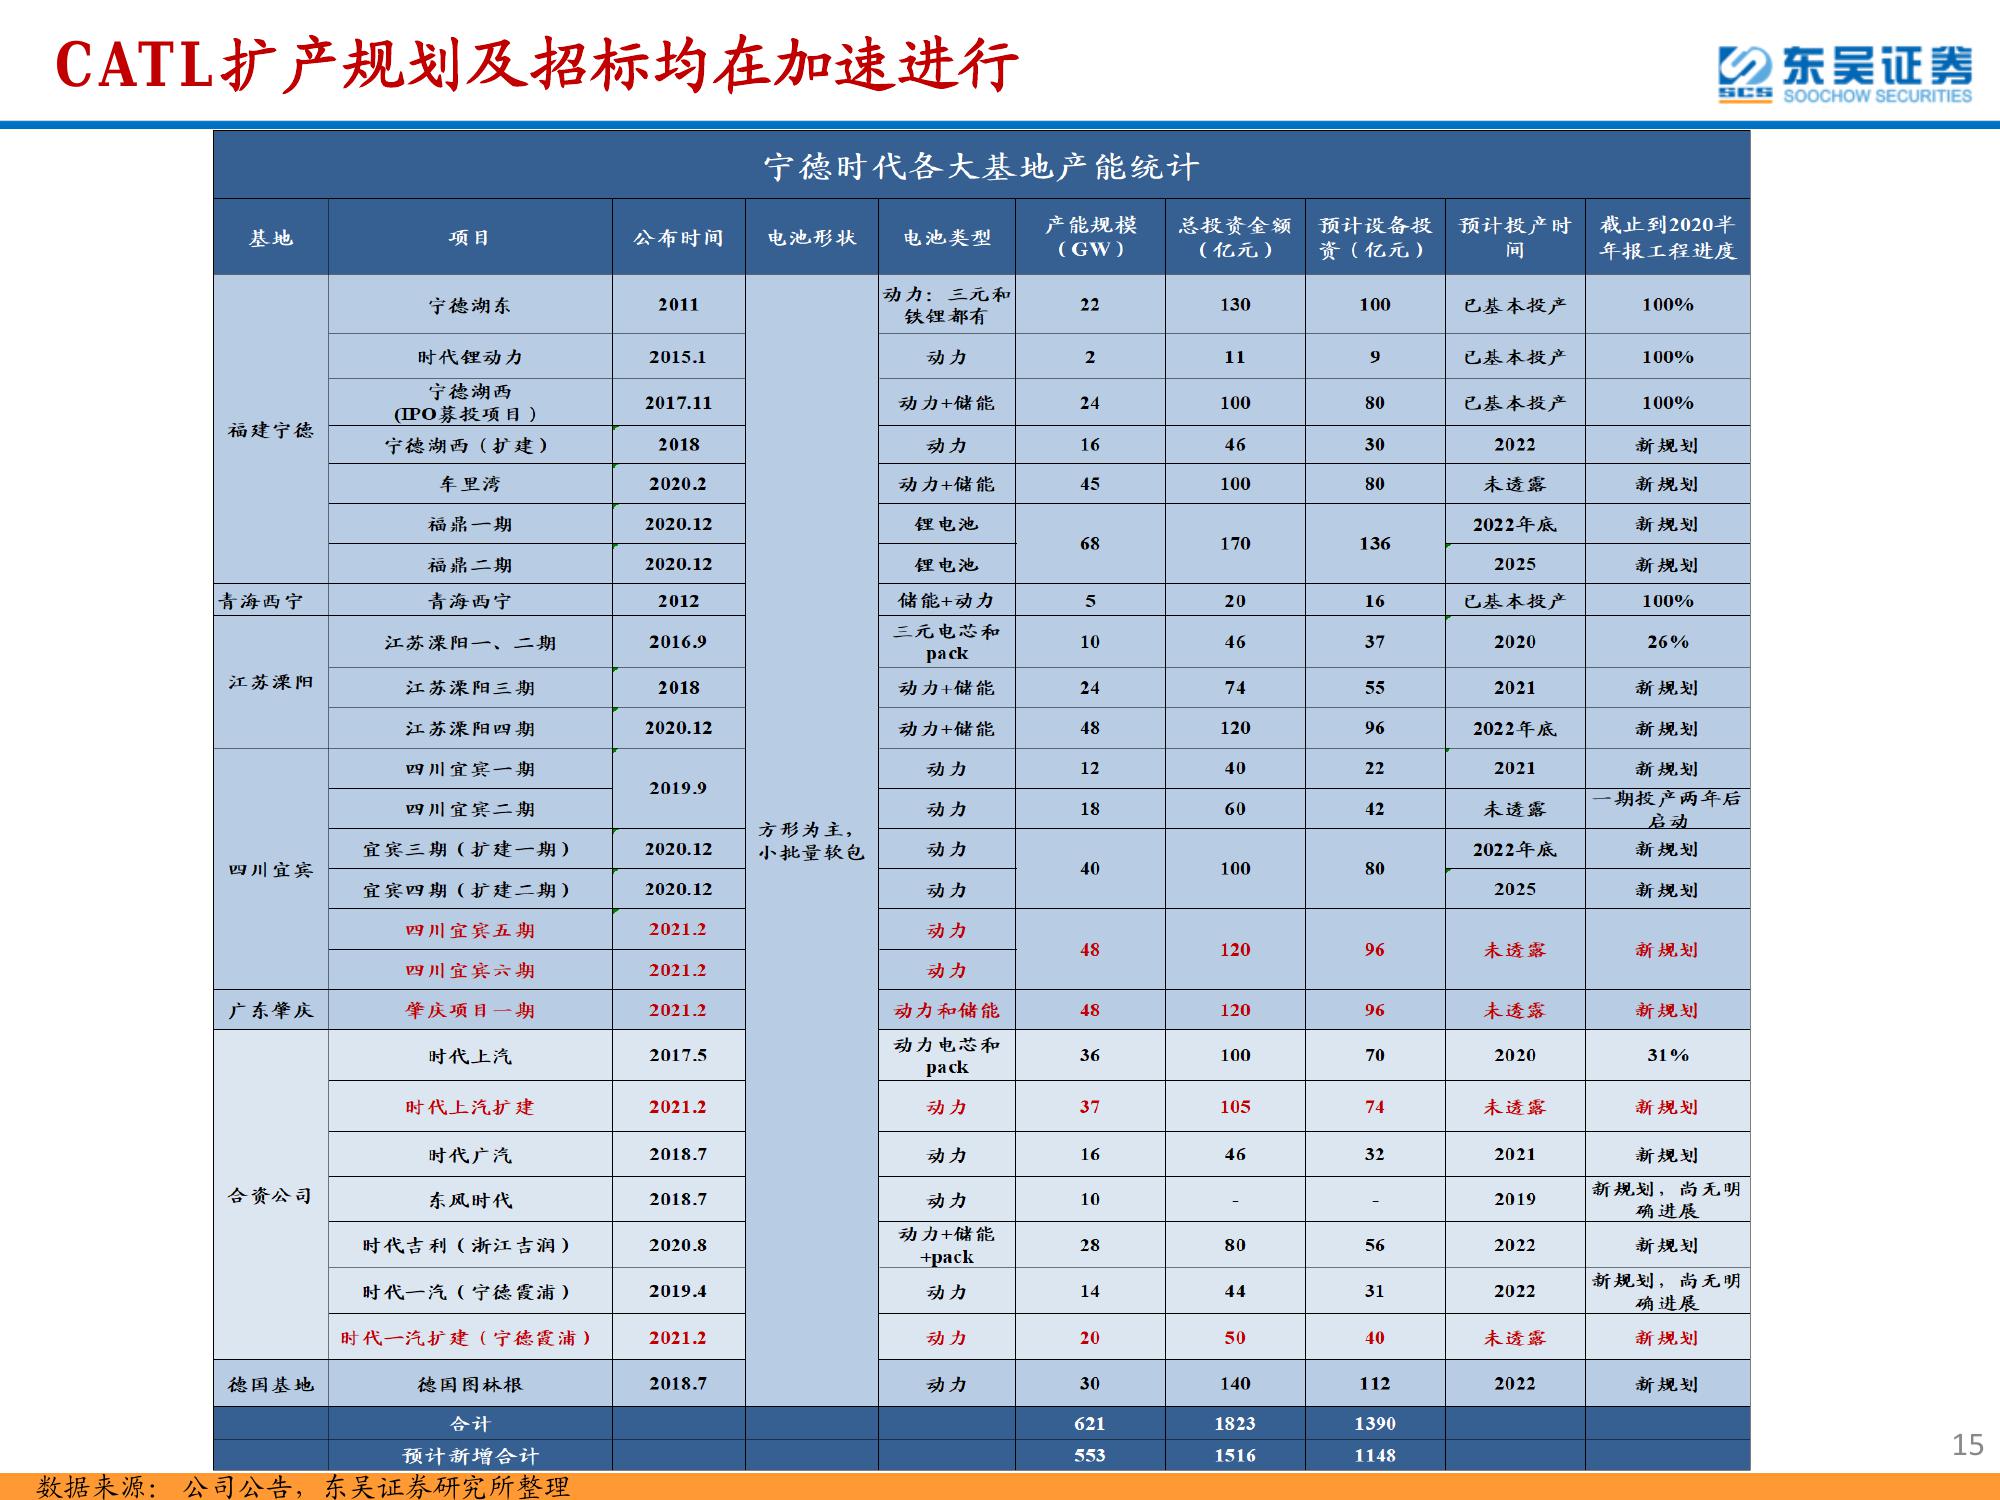 CATL扩产规划及招标均在加速进行
东吴证券
SCS SOOCHOW SECURITIES
宁德时代各大基地产能统计
基地 项目 公布时间 电池形状 电池类型 产能规模（GW） 总投资金额（亿元） 预计设备投资（亿元） 预计投产时间 截止到2020半年报工程进度
福建宁德 宁德湖东 2011 方形为主，小批量软包 动力：三元和铁锂都有 22 130 100 已基本投产 100%
时代锂动力 2015.1 动力 2 11 9 已基本投产 100%
宁德湖西(IPO募投项目） 2017.11 动力+储能 24 100 80 已基本投产 100%
宁德湖西（扩建） 2018 动力 16 46 30 2022 新规划
车里湾 2020.2 动力+储能 45 100 80 未透露 新规划
福鼎一期 2020.12 锂电池 68 170 136 2022年底 新规划
福鼎二期 2020.12 锂电池 2025 新规划
青海西宁 青海西宁 2012 储能+动力 5 20 16 已基本投产 100%
江苏溧阳 江苏溧阳一、二期 2016.9 三元电芯和pack 10 46 37 2020 26%
江苏溧阳三期 2018 动力+储能 24 74 55 2021 新规划
江苏溧阳四期 2020.12 动力+储能 48 120 96 2022年底 新规划
四川宜宾 四川宜宾一期 2019.9 动力 12 40 22 2021 新规划
四川宜宾二期 动力 18 60 42 未透露 一期投产两年后启动
宜宾三期（扩建一期） 2020.12 动力 40 100 80 2022年底 新规划
宜宾四期（扩建二期） 2020.12 动力 2025 新规划
四川宜宾五期 2021.2 动力 48 120 96 未透露 新规划
四川宜宾六期 2021.2 动力
广东肇庆 肇庆项目一期 2021.2 动力和储能 48 120 96 未透露 新规划
合资公司 时代上汽 2017.5 动力电芯和pack 36 100 70 2020 31%
时代上汽扩建 2021.2 动力 37 105 74 未透露 新规划
时代广汽 2018.7 动力 16 46 32 2021 新规划
东风时代 2018.7 动力 10 - - 2019 新规划，尚无明确进展
时代吉利（浙江吉润） 2020.8 动力+储能+pack 28 80 56 2022 新规划
时代一汽（宁德霞浦） 2019.4 动力 14 44 31 2022 新规划，尚无明确进展
时代一汽扩建（宁德霞浦） 2021.2 动力 20 50 40 未透露 新规划
德国基地 德国图林根 2018.7 动力 30 140 112 2022 新规划
合计 621 1823 1390
预计新增合计 553 1516 1148
15
数据来源： 公司公告，东吴证券研究所整理